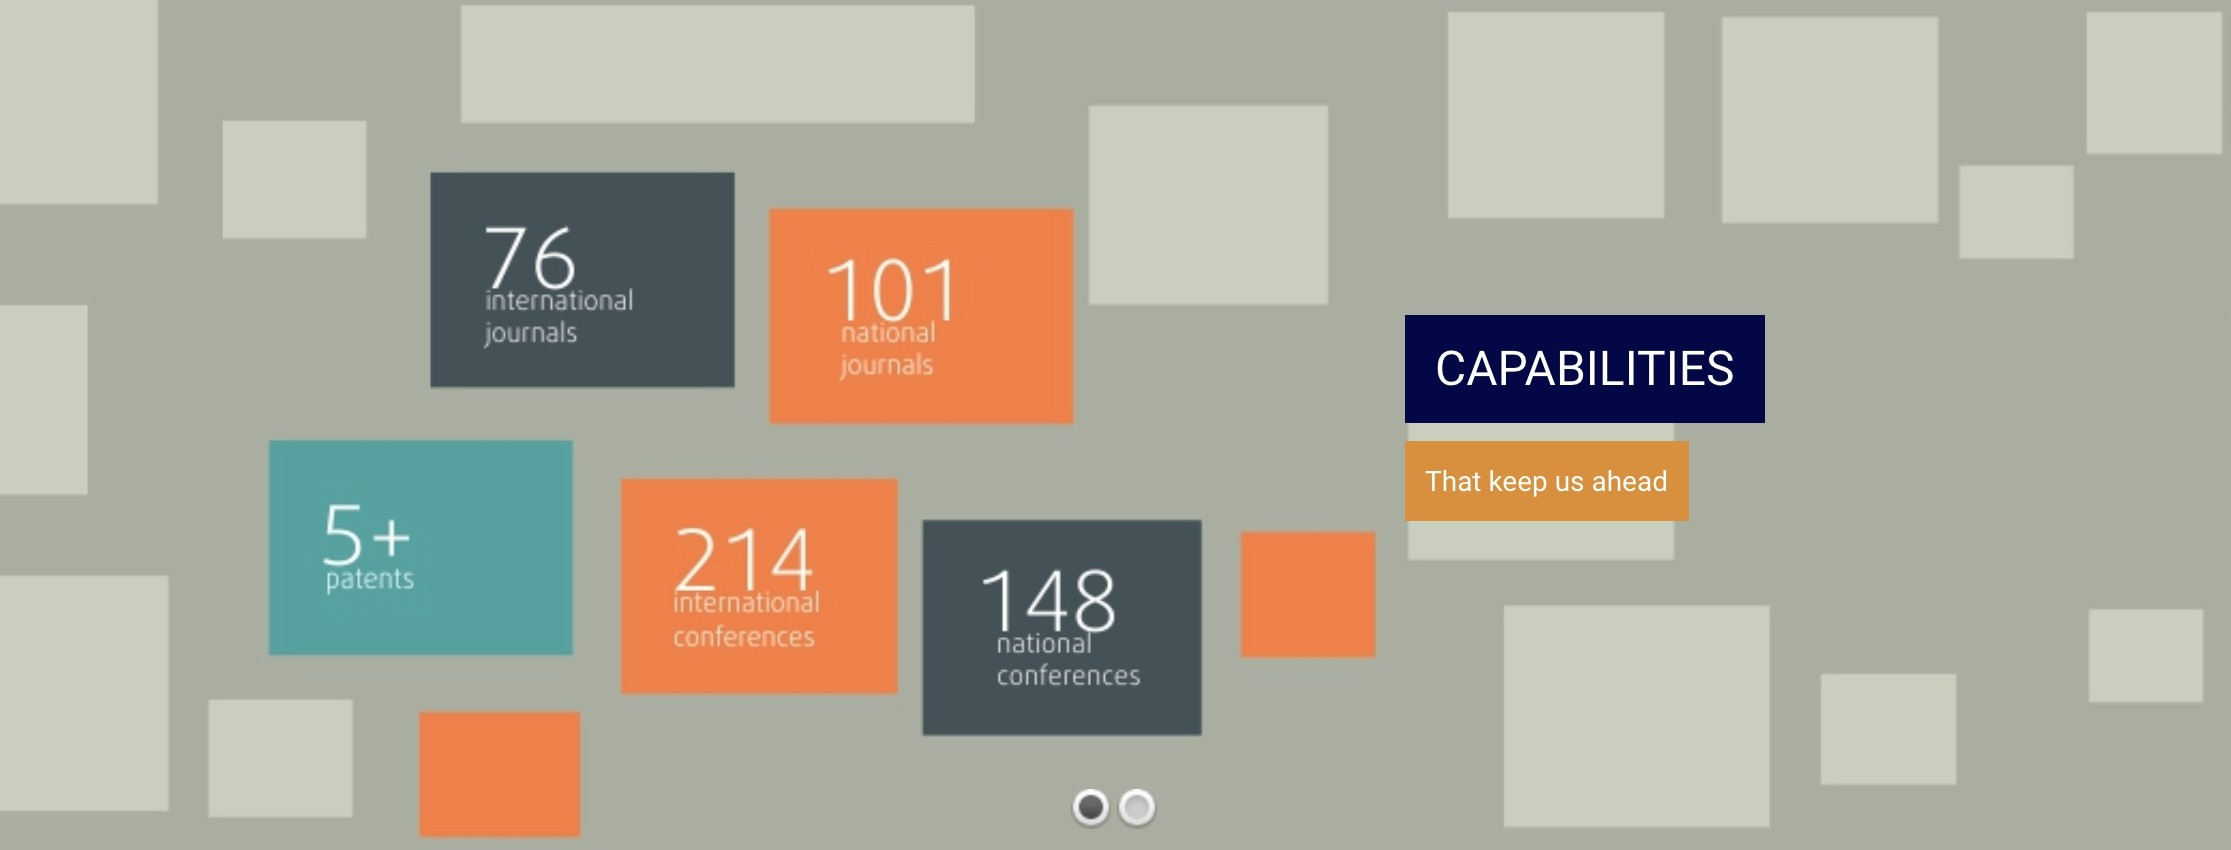 76
international
journals
101
national
journals
CAPABILITIES
That keep us ahead
5+
patents
214
international
conferences
148
national
conferences